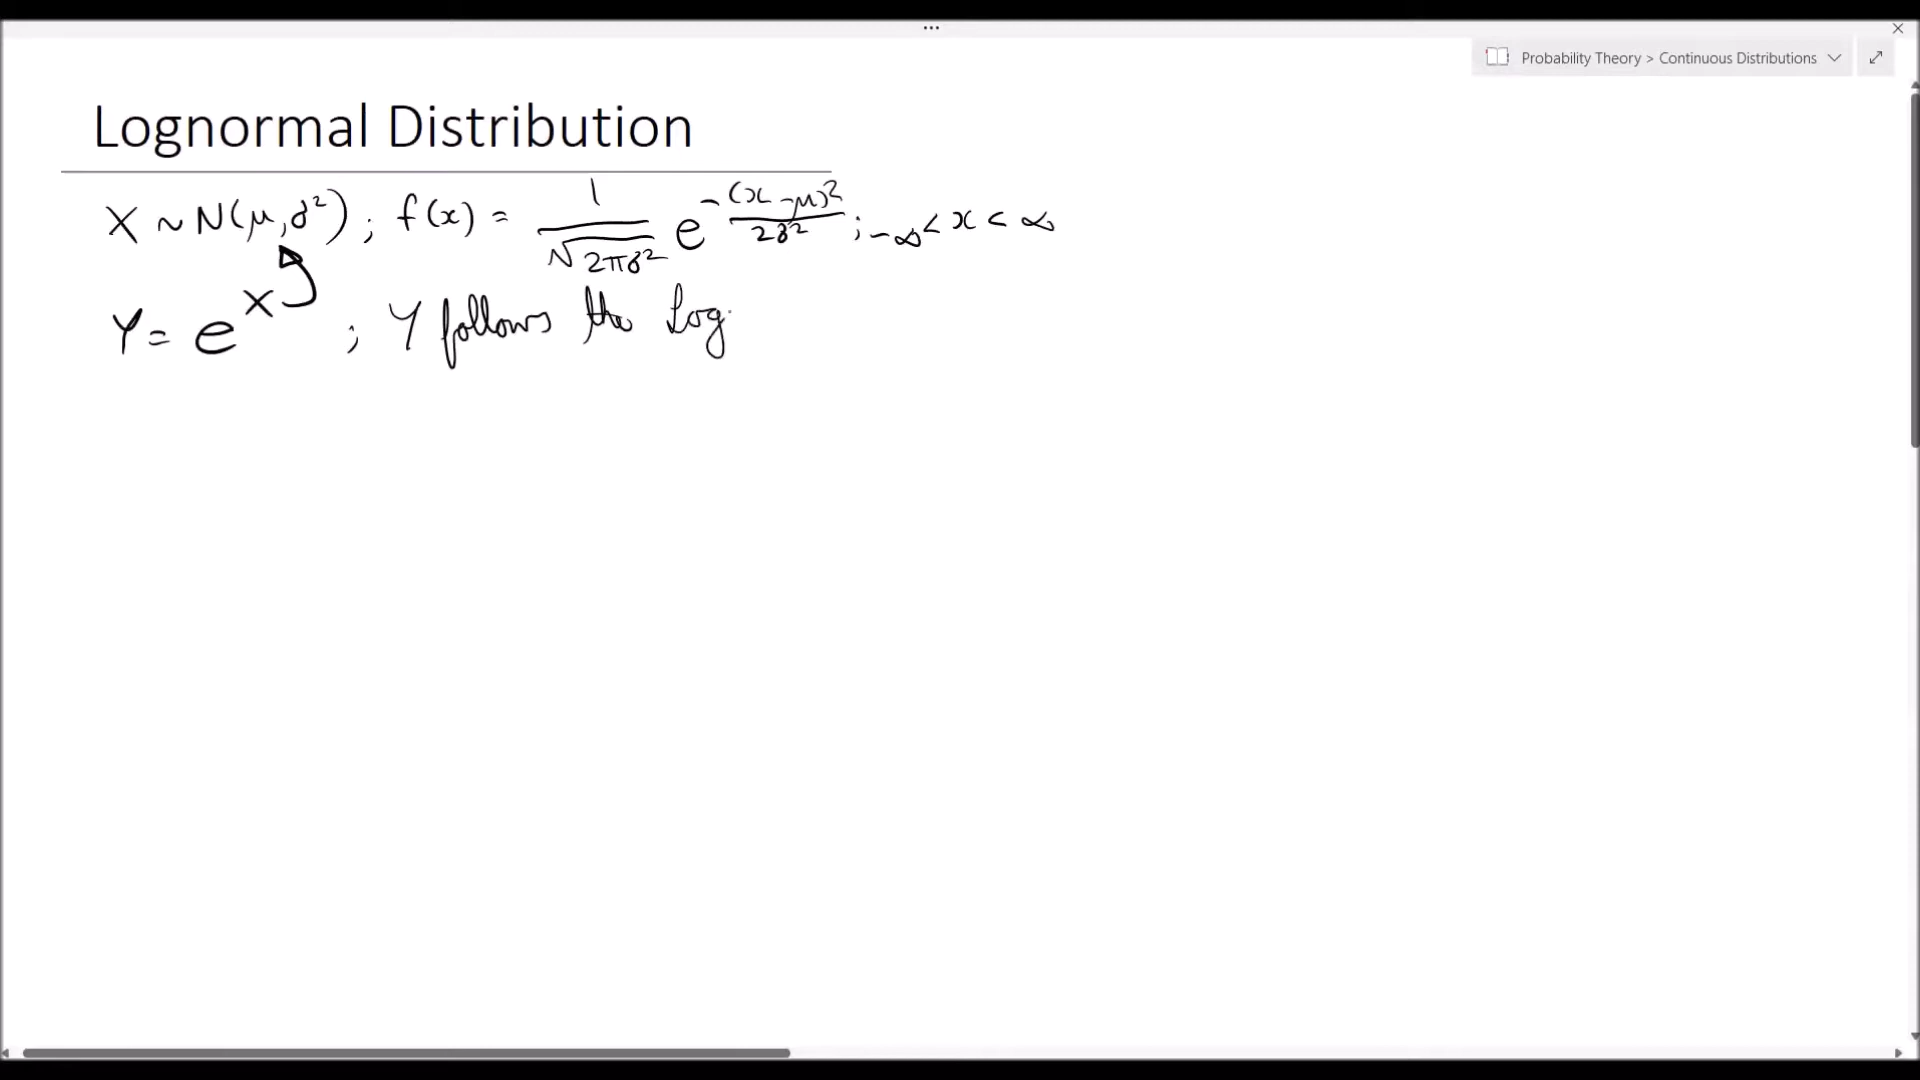 Probability Theory > Continuous Distributions
Lognormal Distribution
X ~ N(μ,σ²) ; f(x) = 1/√2πσ² e^-(x-μ)²/2σ² ; -∞ < x < ∞
Y = e^X ; Y follows the Log